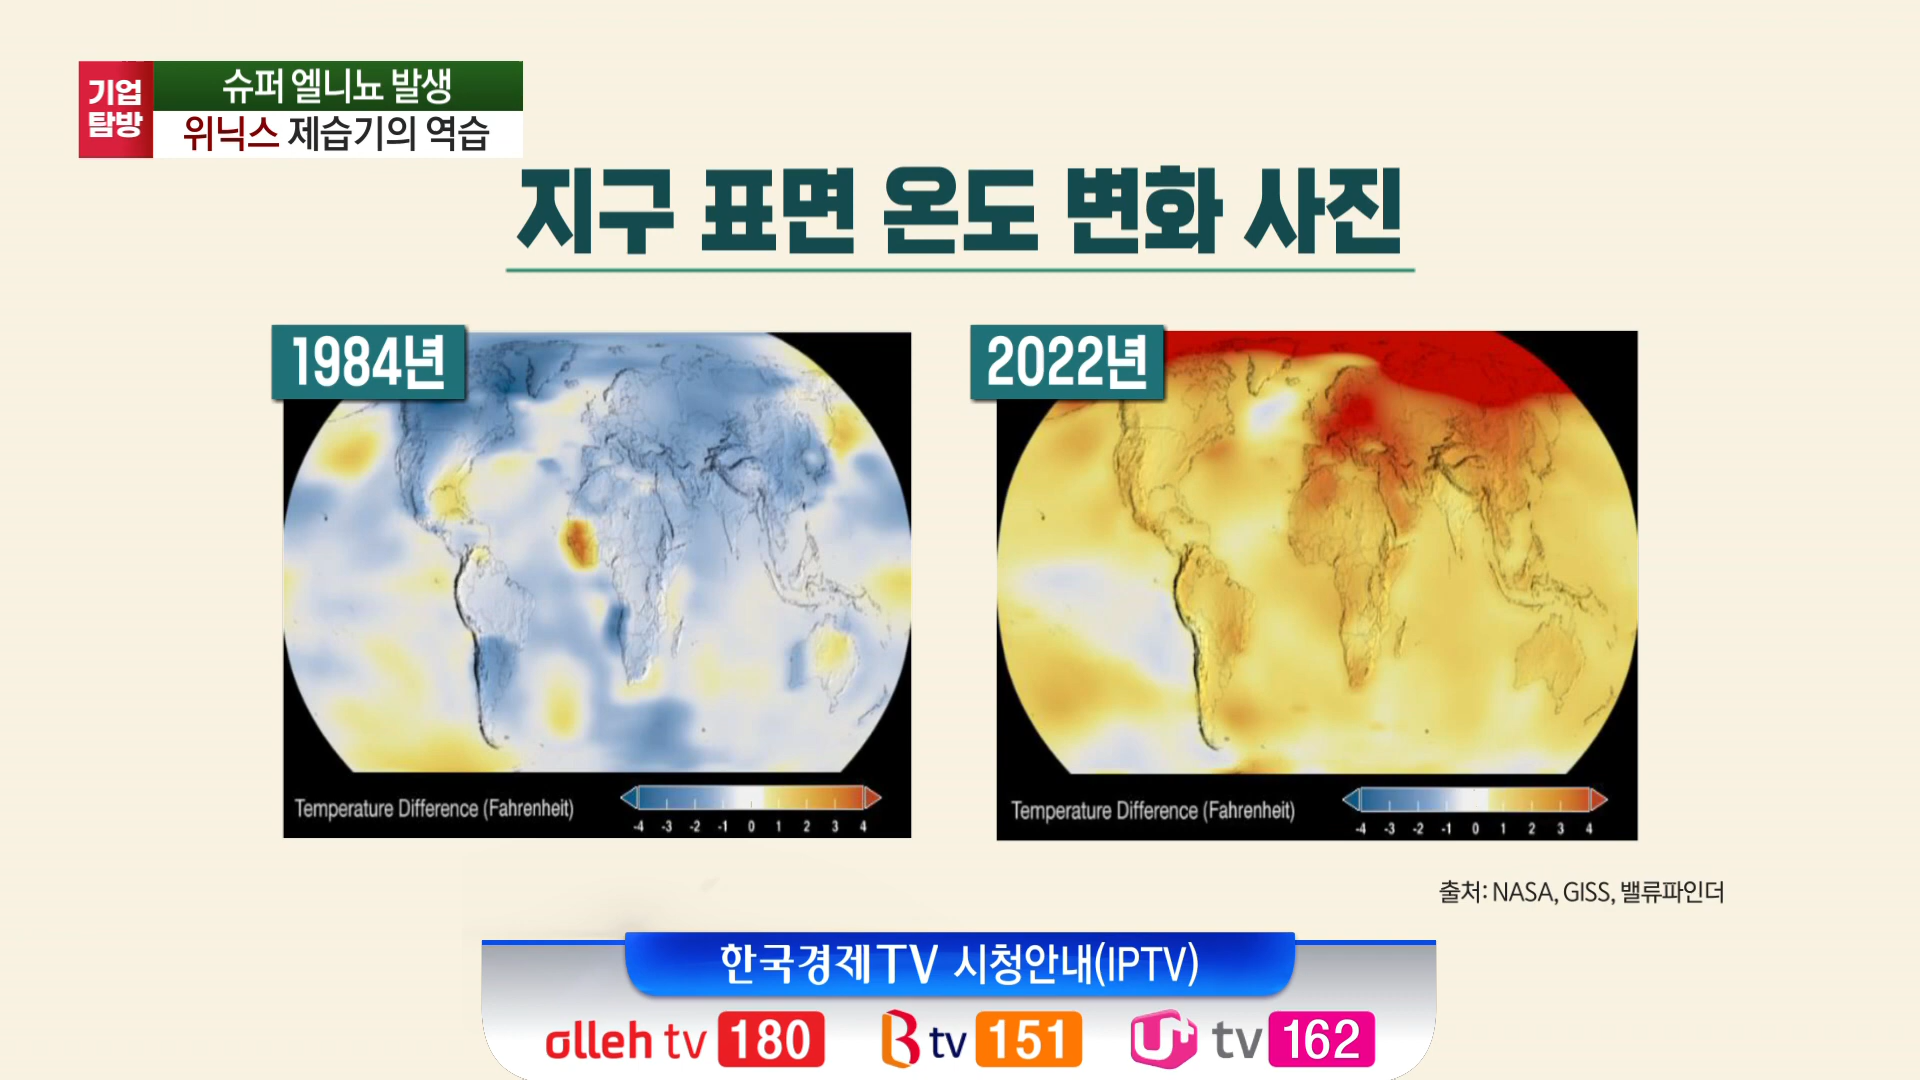 기업
탐방
슈퍼 엘니뇨 발생
위닉스 제습기의 역습
지구 표면 온도 변화 사진
1984년
2022년
Temperature Difference (Fahrenheit)
-4 -3 -2 -1 0 1 2 3 4
Temperature Difference (Fahrenheit)
-4 -3 -2 -1 0 1 2 3 4
출처: NASA, GISS, 밸류파인더
한국경제TV 시청안내(IPTV)
olleh tv 180 B tv 151 U+ tv 162